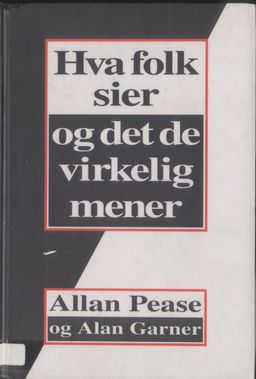 Hva folk
sier
og det de
virkelig
mener
Allan Pease
og Alan Garner